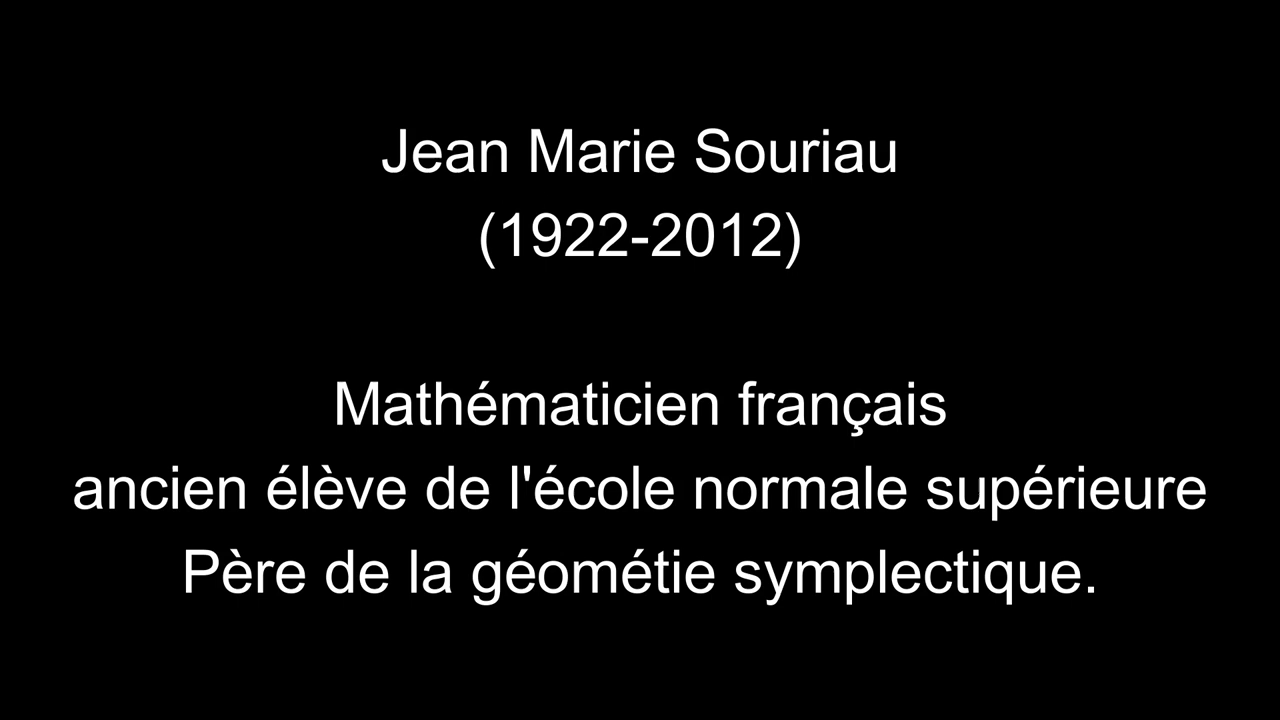 Jean Marie Souriau
(1922-2012)
Mathématicien français
ancien élève de l'école normale supérieure
Père de la géométie symplectique.